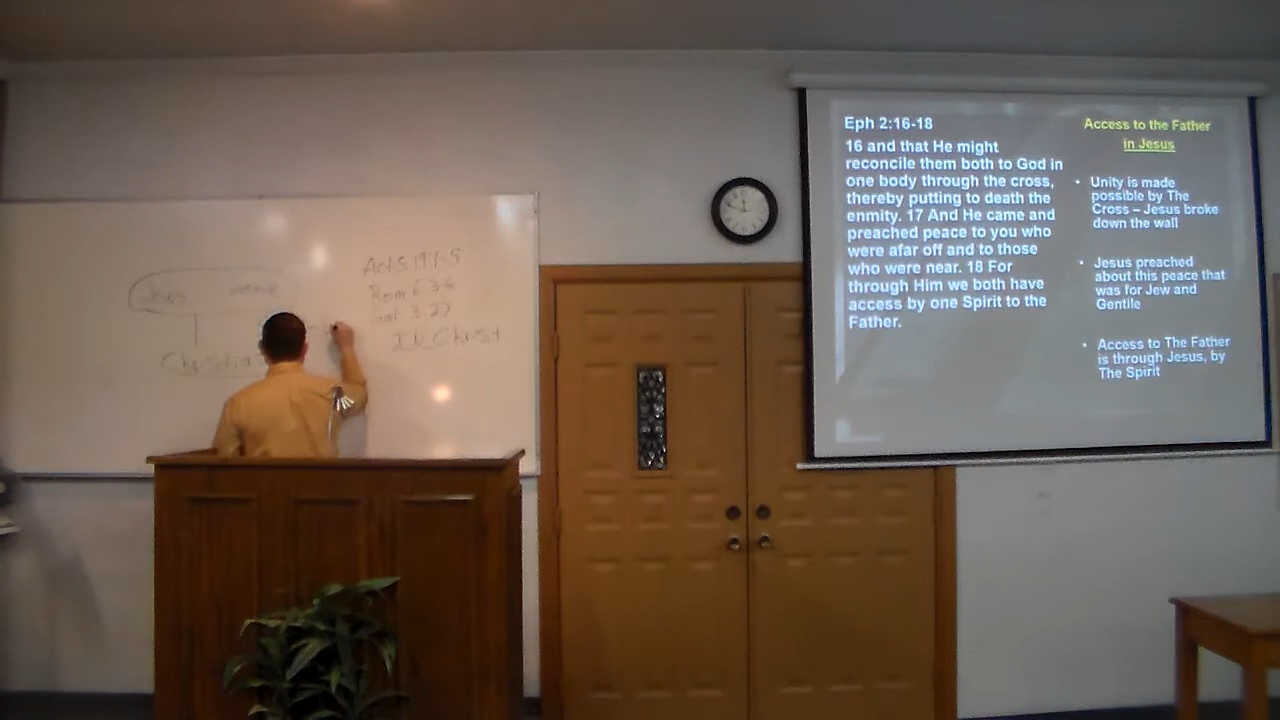 Acts 19 1-5
Rom 6 3-6
Gal 3:27
In Christ
Eph 2:16-18
16 and that He might
reconcile them both to God in
one body through the cross,
thereby putting to death the
enmity. 17 And He came and
preached peace to you who
were afar off and to those
who were near. 18 For
through Him we both have
access by one Spirit to the
Father.
Access to the Father
in Jesus
• Unity is made
possible by The
Cross – Jesus broke
down the wall
• Jesus preached
about this peace that
was for Jew and
Gentile
• Access to The Father
is through Jesus, by
The Spirit